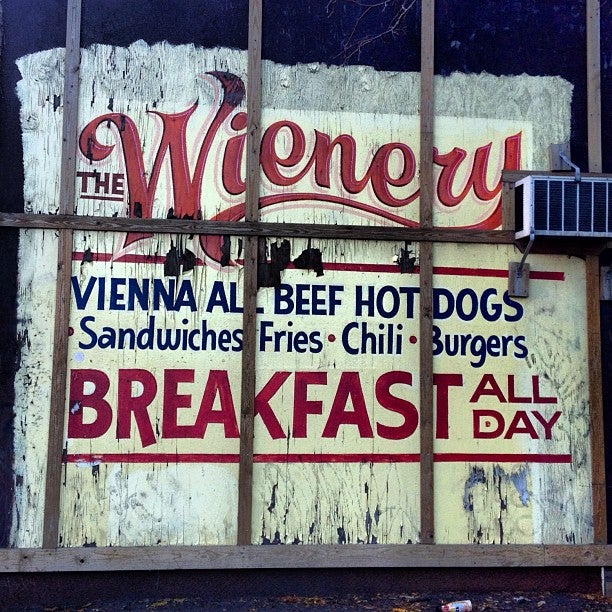 THE Wienery
VIENNA ALL BEEF HOT DOGS
• Sandwiches Fries • Chili • Burgers
BREAKFAST ALL DAY